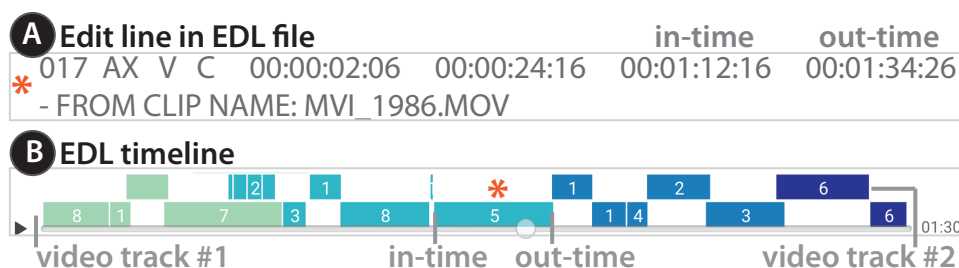 A Edit line in EDL file in-time out-time
* 017 AX V C 00:00:02:06 00:00:24:16 00:01:12:16 00:01:34:26
- FROM CLIP NAME: MVI_1986.MOV
B EDL timeline
2 1 * 1 2 6
8 1 7 3 8 5 1 4 3 6 01:30
video track #1 in-time out-time video track #2